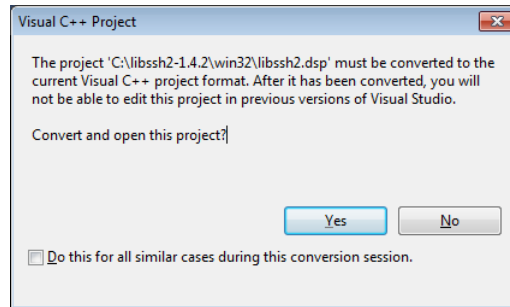 Visual C++ Project
The project 'C:\libssh2-1.4.2\win32\libssh2.dsp' must be converted to the
current Visual C++ project format. After it has been converted, you will
not be able to edit this project in previous versions of Visual Studio.
Convert and open this project?
Yes
No
Do this for all similar cases during this conversion session.